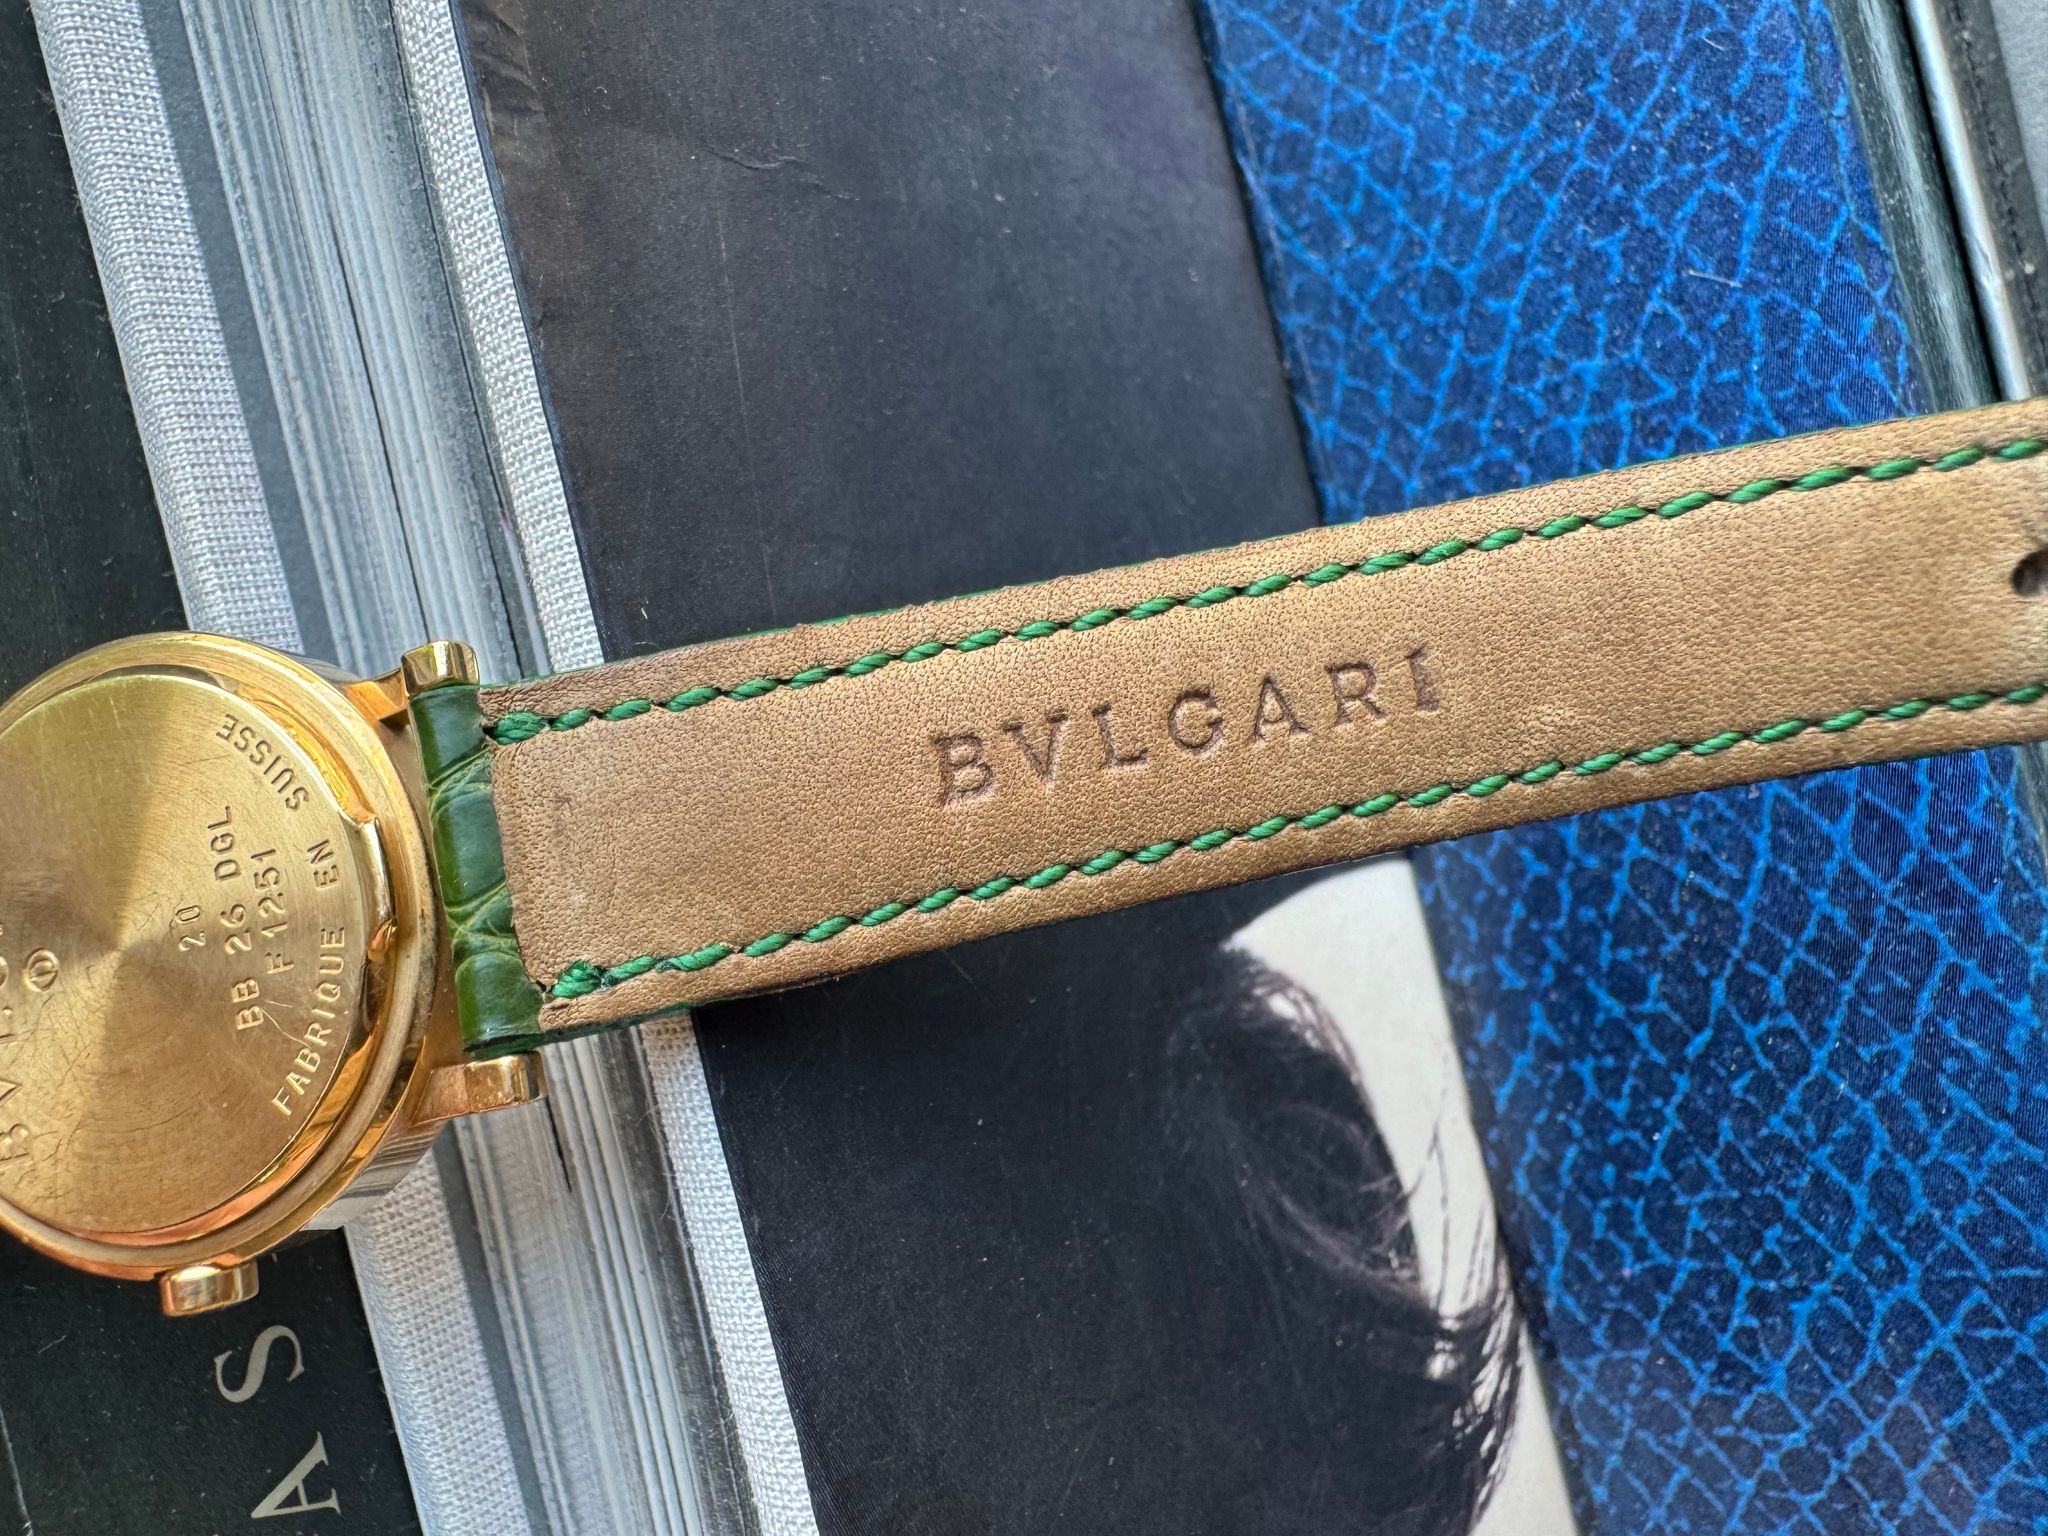 BVLGARI
20
BB 26 DGL
F 1251
FABRIQUE EN SUISSE